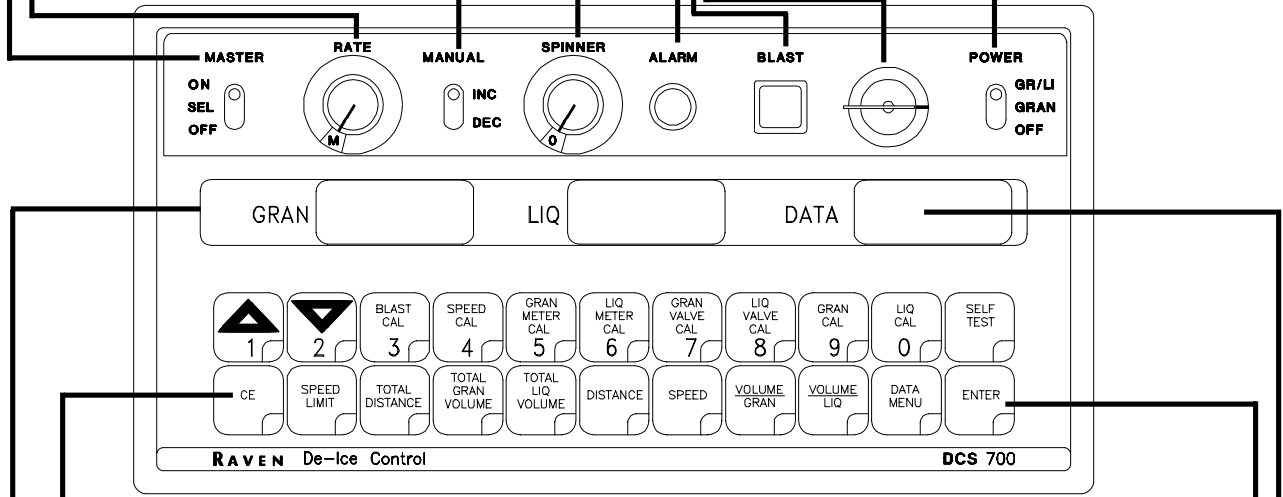 MASTER
RATE
MANUAL
SPINNER
ALARM
BLAST
POWER
ON
SEL
OFF
M
INC
DEC
0
GR/LI
GRAN
OFF
GRAN
LIQ
DATA
1
2
BLAST
CAL
3
SPEED
CAL
4
GRAN
METER
CAL
5
LIQ
METER
CAL
6
GRAN
VALVE
CAL
7
LIQ
VALVE
CAL
8
GRAN
CAL
9
LIQ
CAL
0
SELF
TEST
CE
SPEED
LIMIT
TOTAL
DISTANCE
TOTAL
GRAN
VOLUME
TOTAL
LIQ
VOLUME
DISTANCE
SPEED
VOLUME
GRAN
VOLUME
LIQ
DATA
MENU
ENTER
RAVEN De-Ice Control
DCS 700